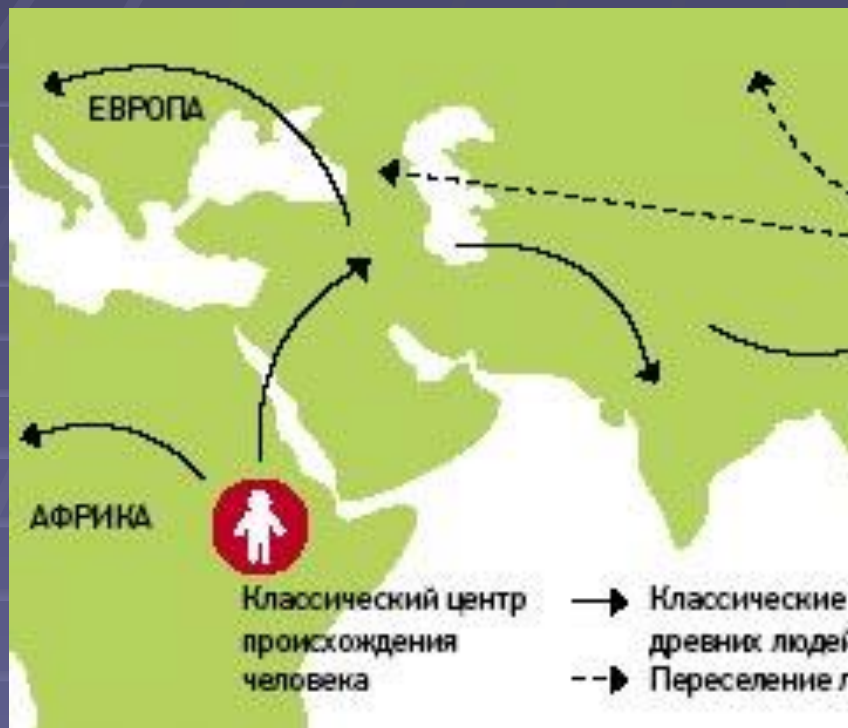 ЕВРОПА
АФРИКА
Классический центр
происхождения
человека
Классические
древних людей
Переселение л